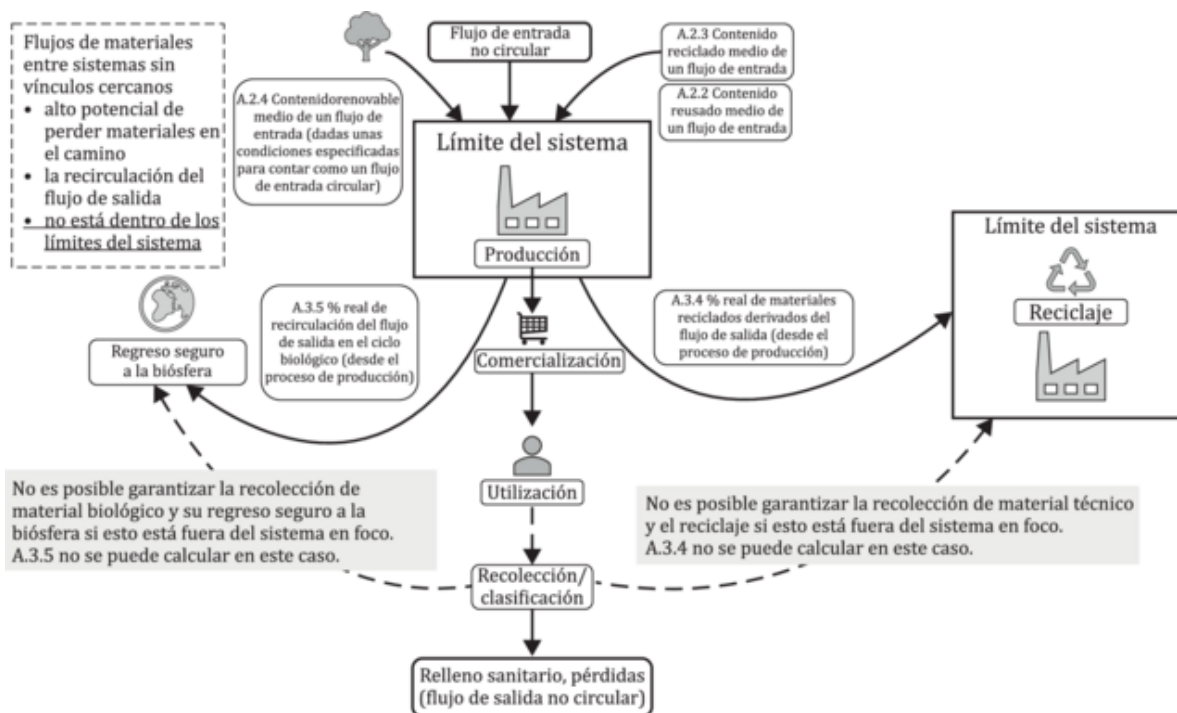 Flujos de materiales
entre sistemas sin
vínculos cercanos
• alto potencial de
perder materiales en
el camino
• la recirculación del
flujo de salida
• no está dentro de los
límites del sistema
Flujo de entrada
no circular
A.2.3 Contenido
reciclado medio de
un flujo de entrada
A.2.2 Contenido
reusado medio de
un flujo de entrada
A.2.4 Contenidorenovable
medio de un flujo de
entrada (dadas unas
condiciones especificadas
para contar como un flujo
de entrada circular)
Límite del sistema
Producción
Límite del sistema
Reciclaje
A.3.5 % real de
recirculación del flujo
de salida en el ciclo
biológico (desde el
proceso de producción)
A.3.4 % real de materiales
reciclados derivados del
flujo de salida (desde el
proceso de producción)
Regreso seguro
a la biósfera
Comercialización
Utilización
No es posible garantizar la recolección de
material biológico y su regreso seguro a la
biósfera si esto está fuera del sistema en foco.
A.3.5 no se puede calcular en este caso.
No es posible garantizar la recolección de material técnico
y el reciclaje si esto está fuera del sistema en foco.
A.3.4 no se puede calcular en este caso.
Recolección/
clasificación
Relleno sanitario, pérdidas
(flujo de salida no circular)